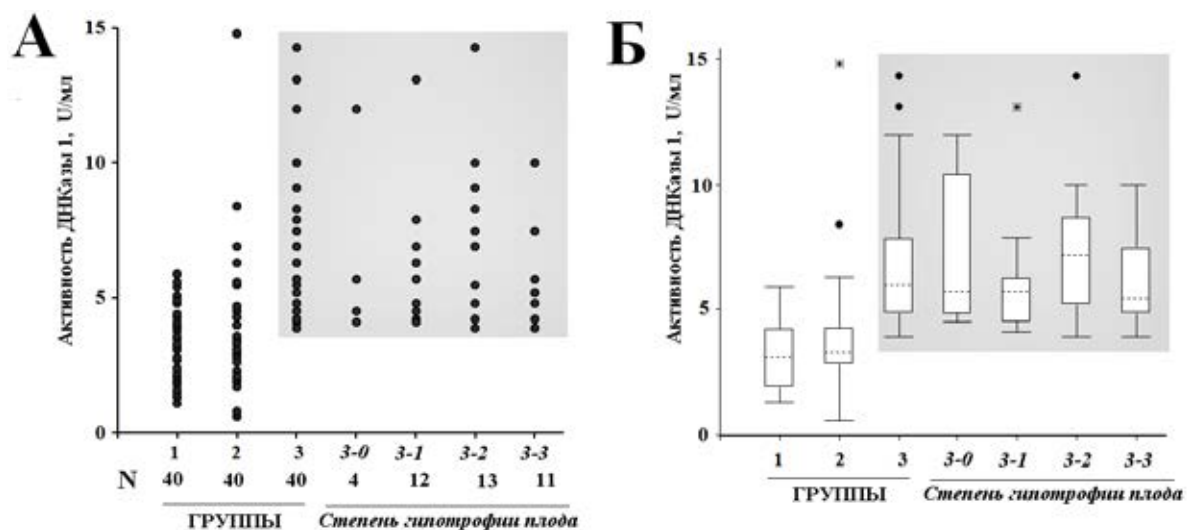 А
Активность ДНКазы 1, U/мл
15
10
5
0
1 2 3 3-0 3-1 3-2 3-3
N 40 40 40 4 12 13 11
ГРУППЫ Степень гипотрофии плода
Б
Активность ДНКазы 1, U/мл
15
10
5
0
1 2 3 3-0 3-1 3-2 3-3
ГРУППЫ Степень гипотрофии плода